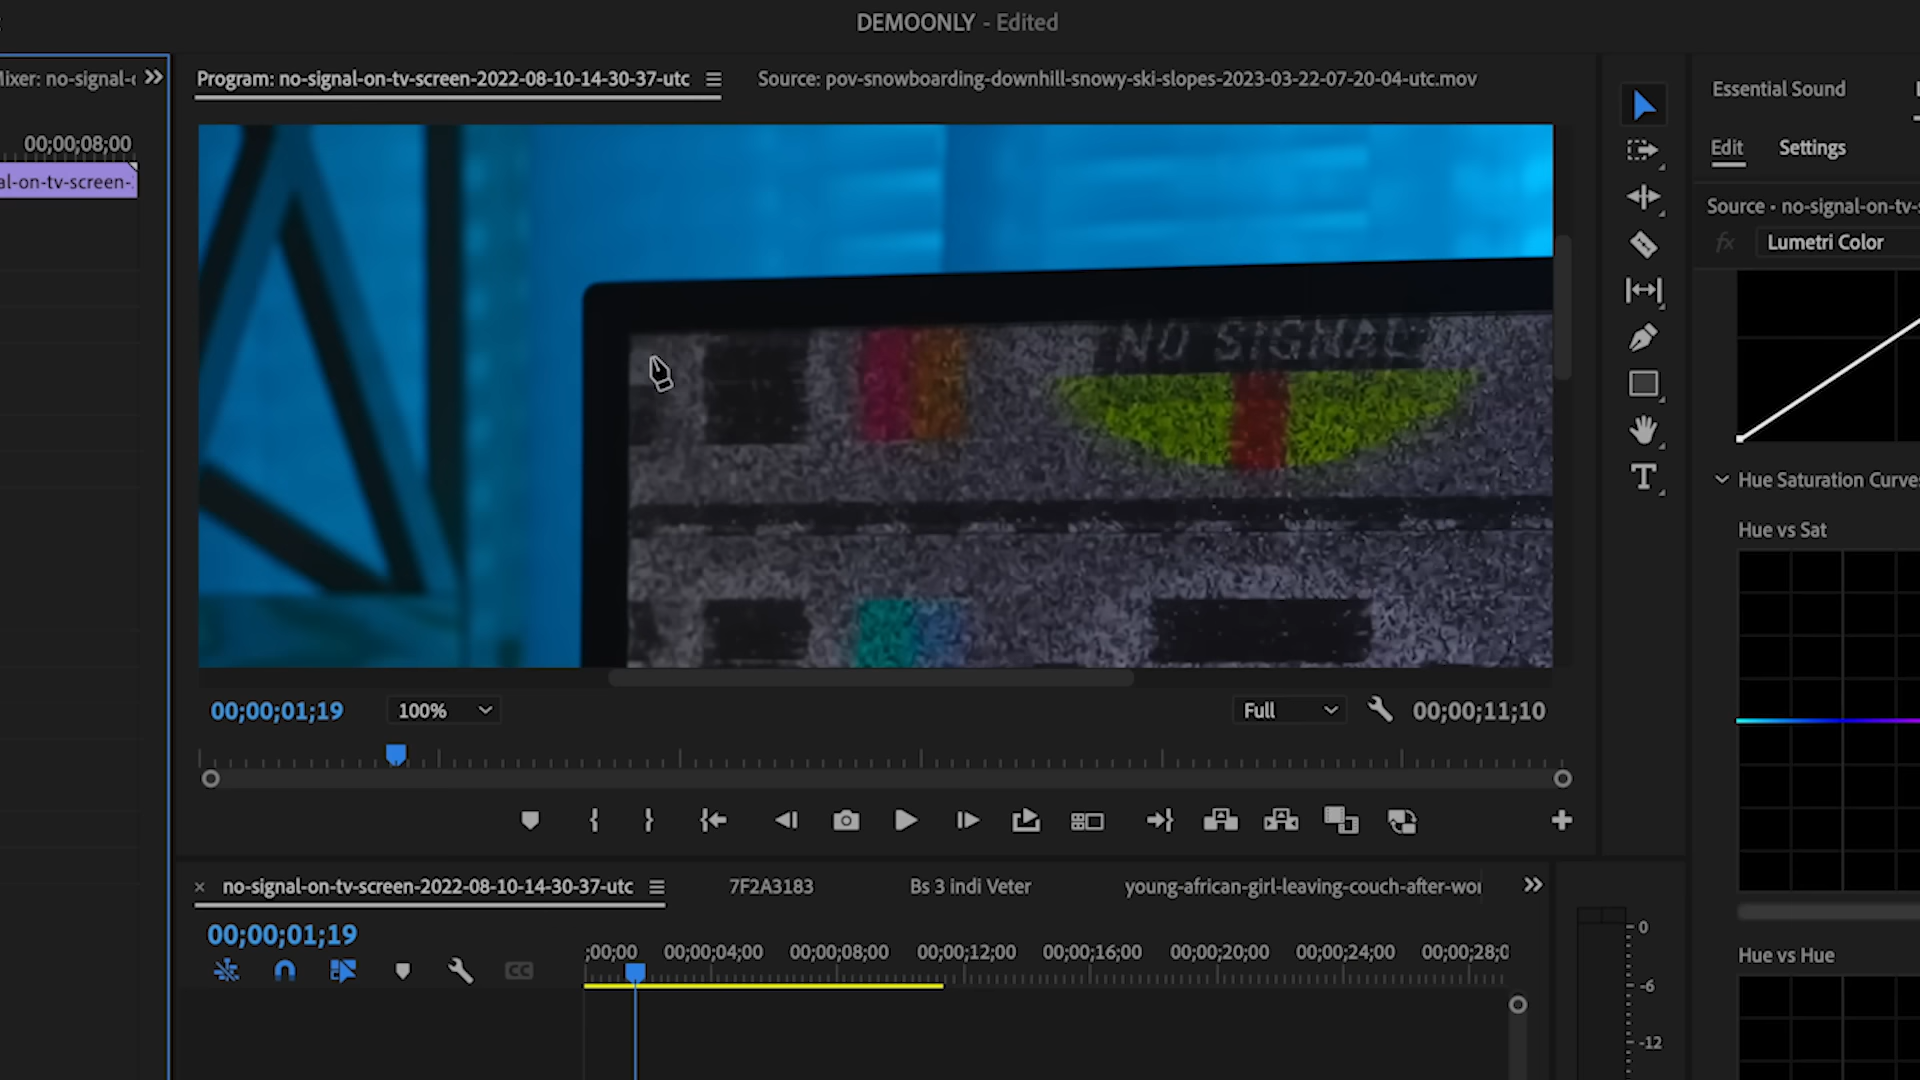 DEMOONLY - Edited
Mixer: no-signal-
Program: no-signal-on-tv-screen-2022-08-10-14-30-37-utc
Source: pov-snowboarding-downhill-snowy-ski-slopes-2023-03-22-07-20-04-utc.mov
Essential Sound
00;00;08;00
Edit Settings
al-on-tv-screen-
Source • no-signal-on-tv-
fx Lumetri Color
NO SIGNAL
T
Hue Saturation Curves
Hue vs Sat
00;00;01;19 100% Full 00;00;11;10
no-signal-on-tv-screen-2022-08-10-14-30-37-utc 7F2A3183 Bs 3 indi Veter young-african-girl-leaving-couch-after-wor
00;00;01;19
;00;00 00;00;04;00 00;00;08;00 00;00;12;00 00;00;16;00 00;00;20;00 00;00;24;00 00;00;28;0
CC
0
-6
-12
Hue vs Hue